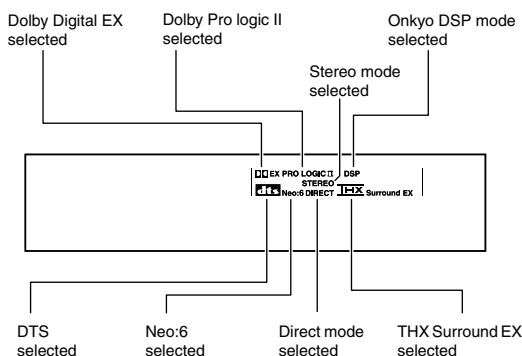 Dolby Digital EX
selected
Dolby Pro logic II
selected
Onkyo DSP mode
selected
Stereo mode
selected
EX PRO LOGIC II DSP
STEREO
dts Neo:6 DIRECT THX Surround EX
DTS
selected
Neo:6
selected
Direct mode
selected
THX Surround EX
selected